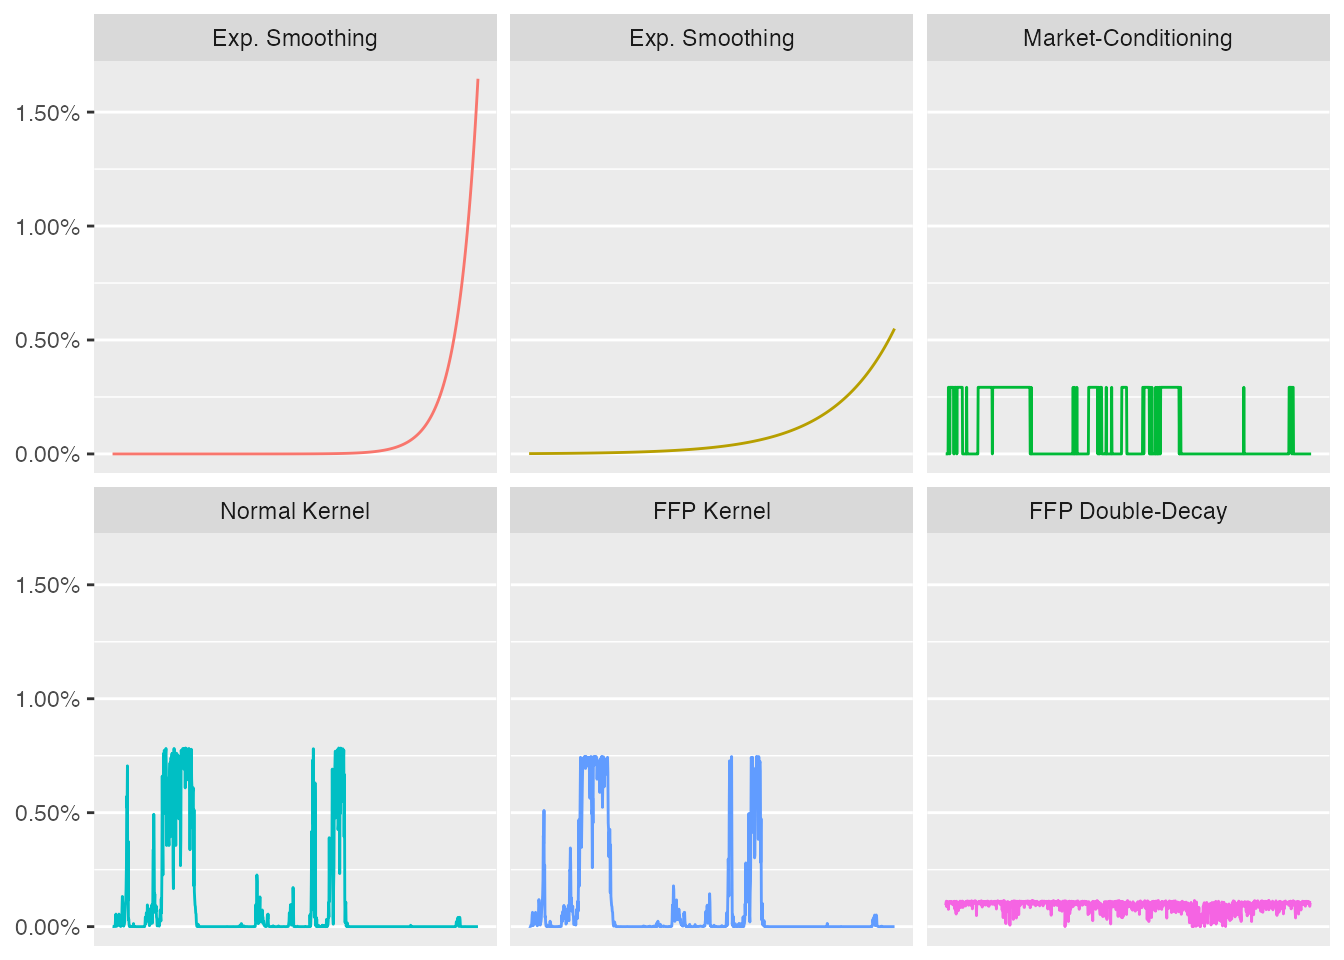 Exp. Smoothing
Exp. Smoothing
Market-Conditioning
1.50%
1.00%
0.50%
0.00%
Normal Kernel
FFP Kernel
FFP Double-Decay
1.50%
1.00%
0.50%
0.00%